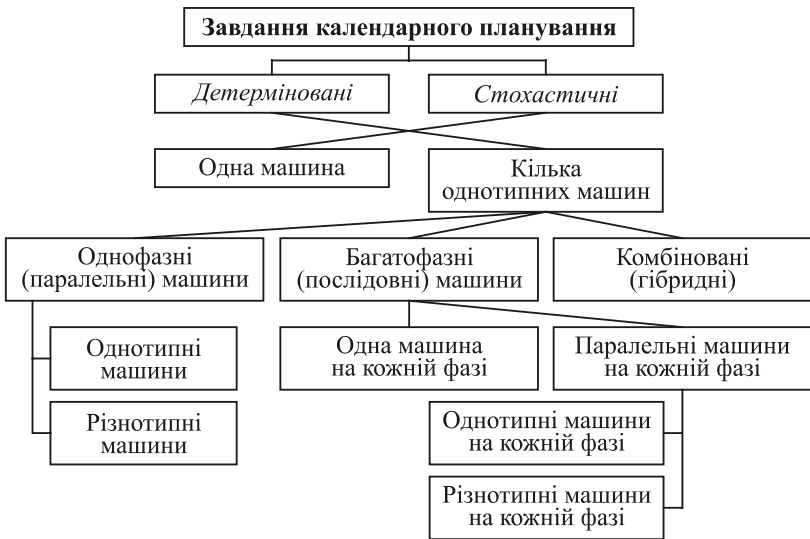 Завдання календарного планування
Детерміновані
Стохастичні
Одна машина
Кілька
однотипних машин
Однофазні
(паралельні) машини
Багатофазні
(послідовні) машини
Комбіновані
(гібридні)
Однотипні
машини
Різнотипні
машини
Одна машина
на кожній фазі
Паралельні машини
на кожній фазі
Однотипні машини
на кожній фазі
Різнотипні машини
на кожній фазі